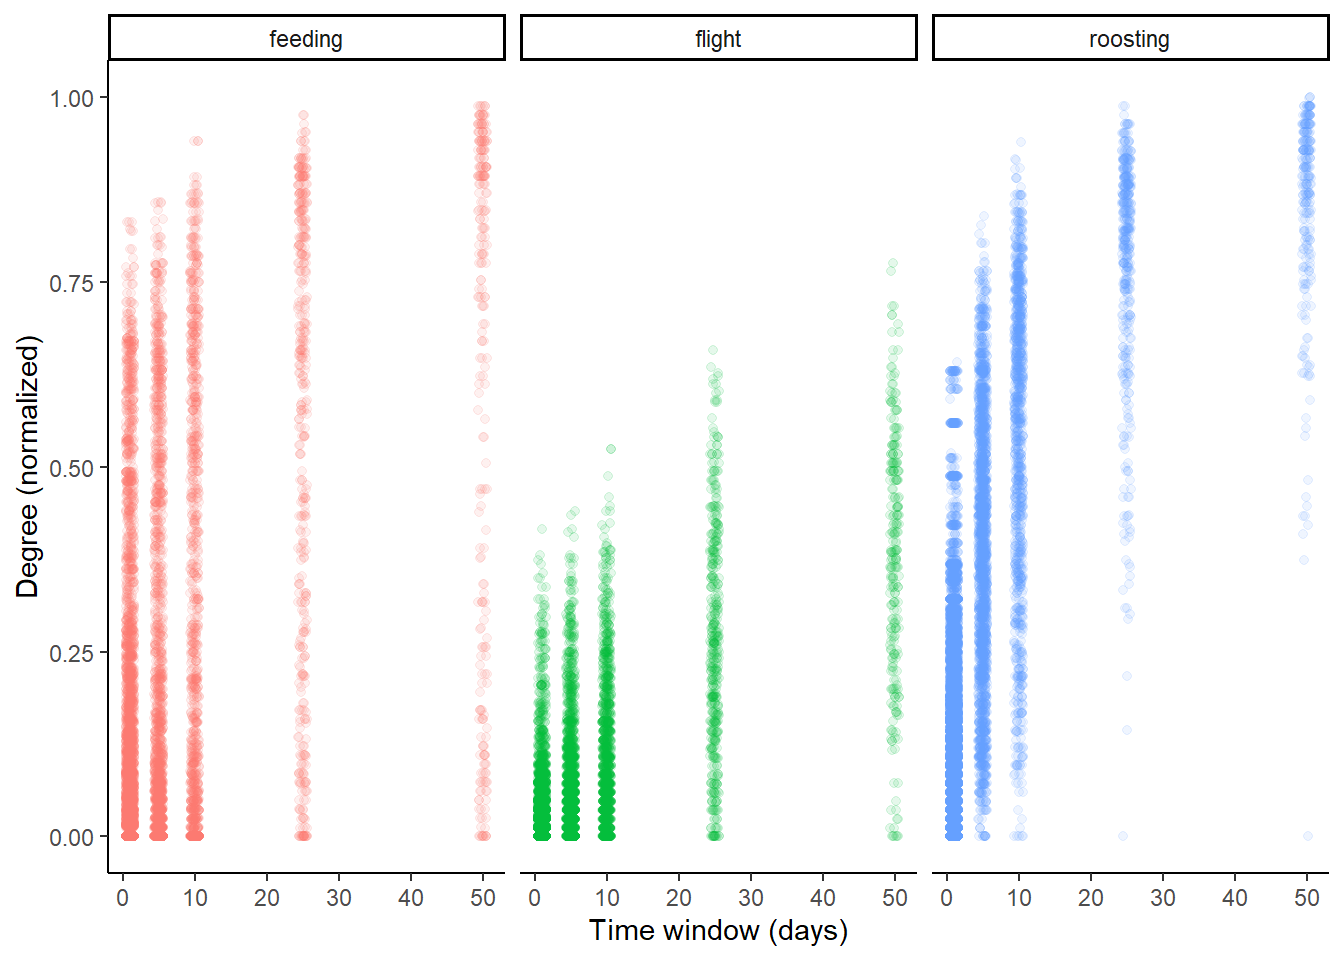 feeding flight roosting
1.00
0.75
0.50
0.25
0.00
0 10 20 30 40 50 0 10 20 30 40 50 0 10 20 30 40 50
Time window (days)
Degree (normalized)